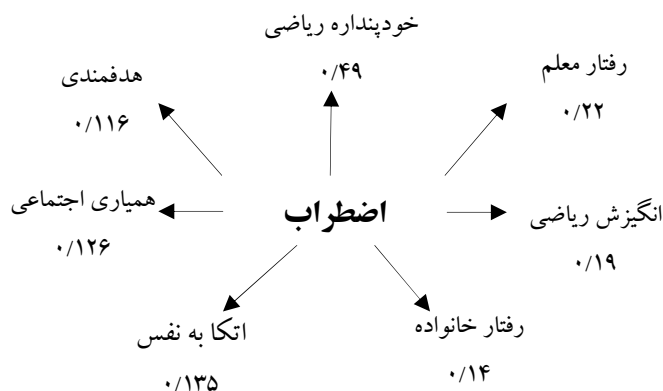 خودپنداره ریاضی
۰/۴۹
رفتار معلم
۰/۲۲
هدفمندی
۰/۱۱۶
انگیزش ریاضی
۰/۱۹
اضطراب
همیاری اجتماعی
۰/۱۲۶
رفتار خانواده
۰/۱۴
اتکا به نفس
۰/۱۳۵